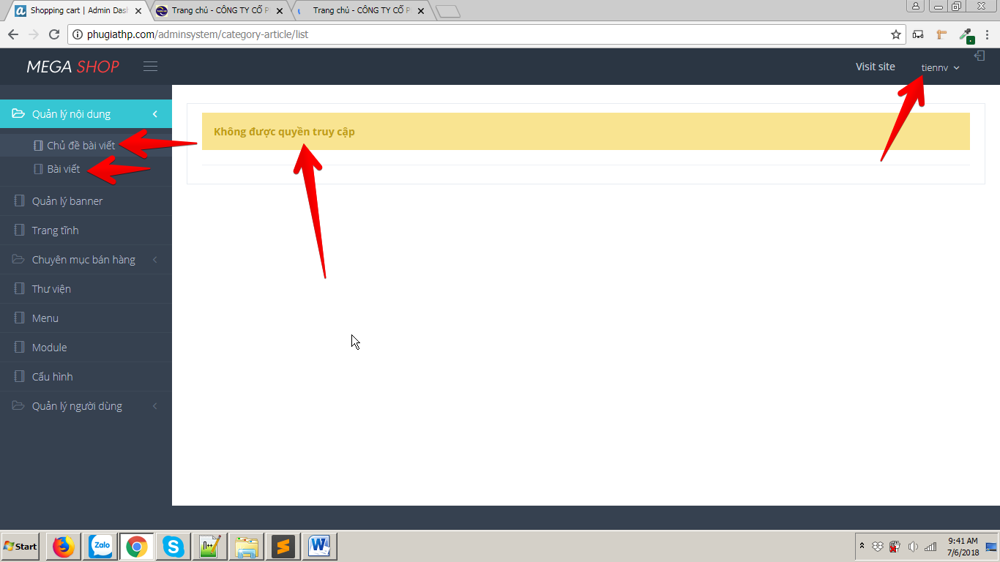 Shopping cart | Admin Das
Trang chủ - CÔNG TY CỔ P
Trang chủ - CÔNG TY CỔ P
phugiathp.com/adminsystem/category-article/list
MEGA SHOP
Visit site
tiennv
Quản lý nội dung
Chủ đề bài viết
Bài viết
Quản lý banner
Trang tĩnh
Chuyên mục bán hàng
Thư viện
Menu
Module
Cấu hình
Quản lý người dùng
Không được quyền truy cập
Start
Zalo
n++
9:41 AM
7/6/2018